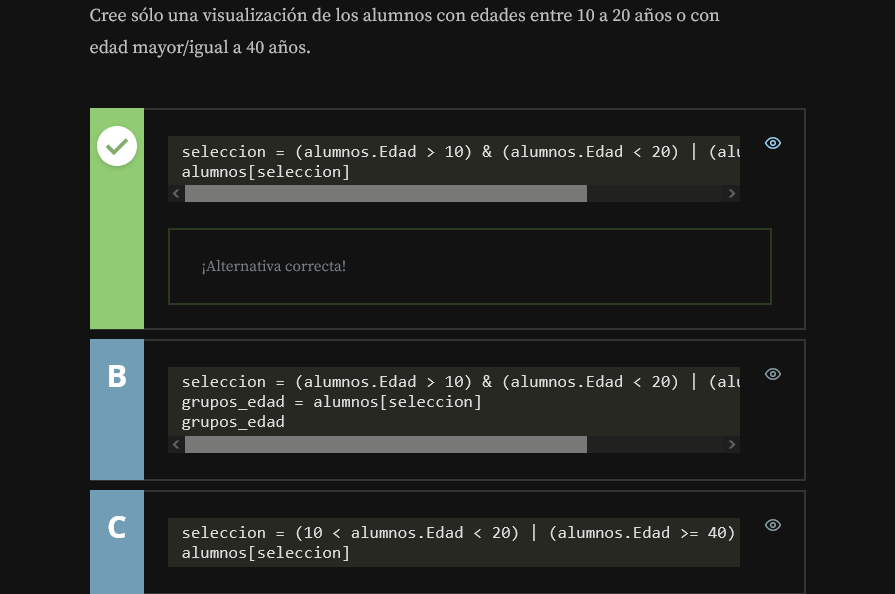 Cree sólo una visualización de los alumnos con edades entre 10 a 20 años o con
edad mayor/igual a 40 años.
seleccion = (alumnos.Edad > 10) & (alumnos.Edad < 20) | (alu
alumnos[seleccion]
¡Alternativa correcta!
B
seleccion = (alumnos.Edad > 10) & (alumnos.Edad < 20) | (alu
grupos_edad = alumnos[seleccion]
grupos_edad
C
seleccion = (10 < alumnos.Edad < 20) | (alumnos.Edad >= 40)
alumnos[seleccion]